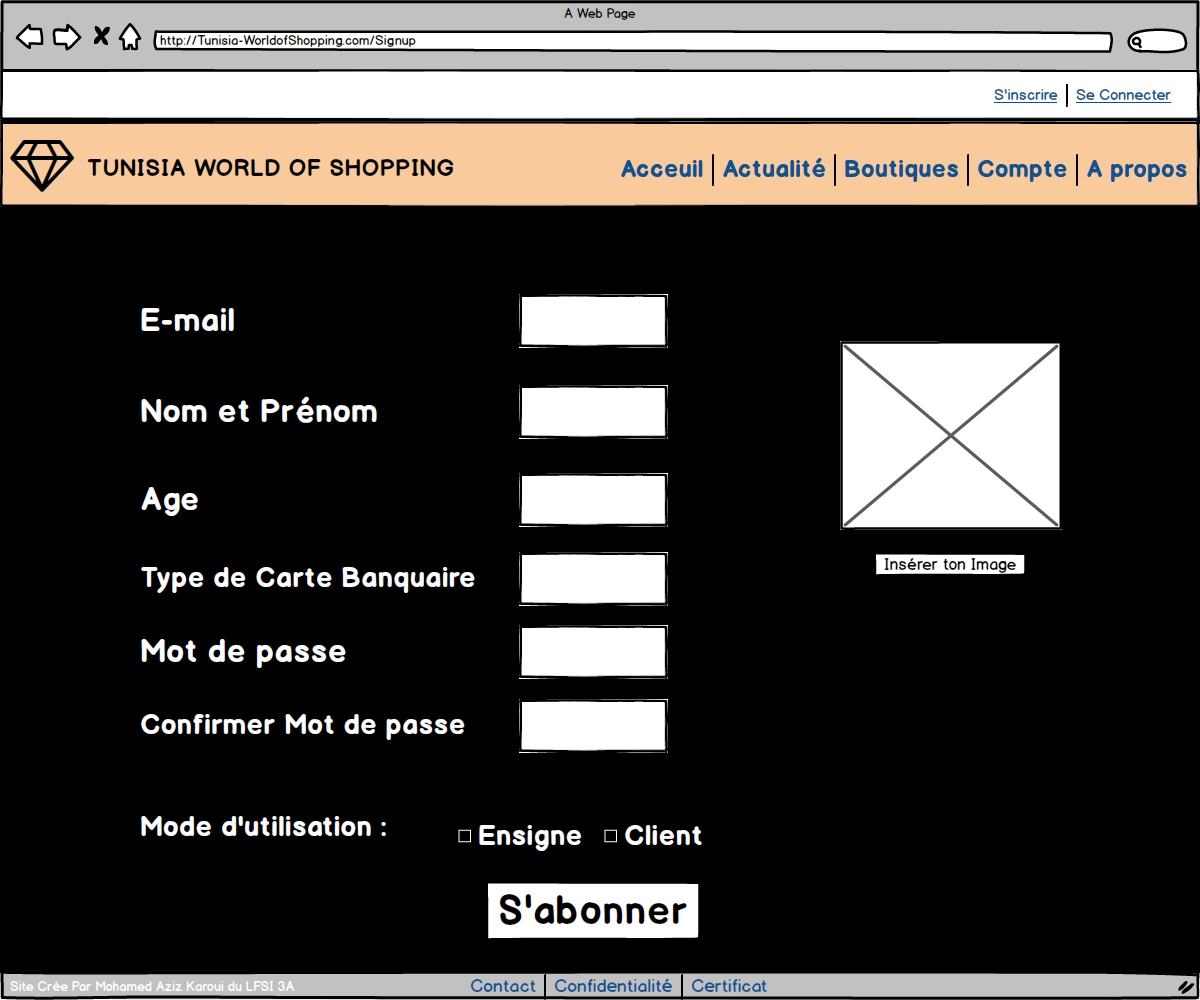 A Web Page
http://Tunisia-WorldofShopping.com/Signup
S'inscrire Se Connecter
TUNISIA WORLD OF SHOPPING
Acceuil Actualité Boutiques Compte A propos
E-mail
Nom et Prénom
Age
Type de Carte Banquaire
Insérer ton Image
Mot de passe
Confirmer Mot de passe
Mode d'utilisation :
Ensigne Client
S'abonner
Site Crée Par Mohamed Aziz Karoui du LFSI 3A Contact Confidentialité Certificat